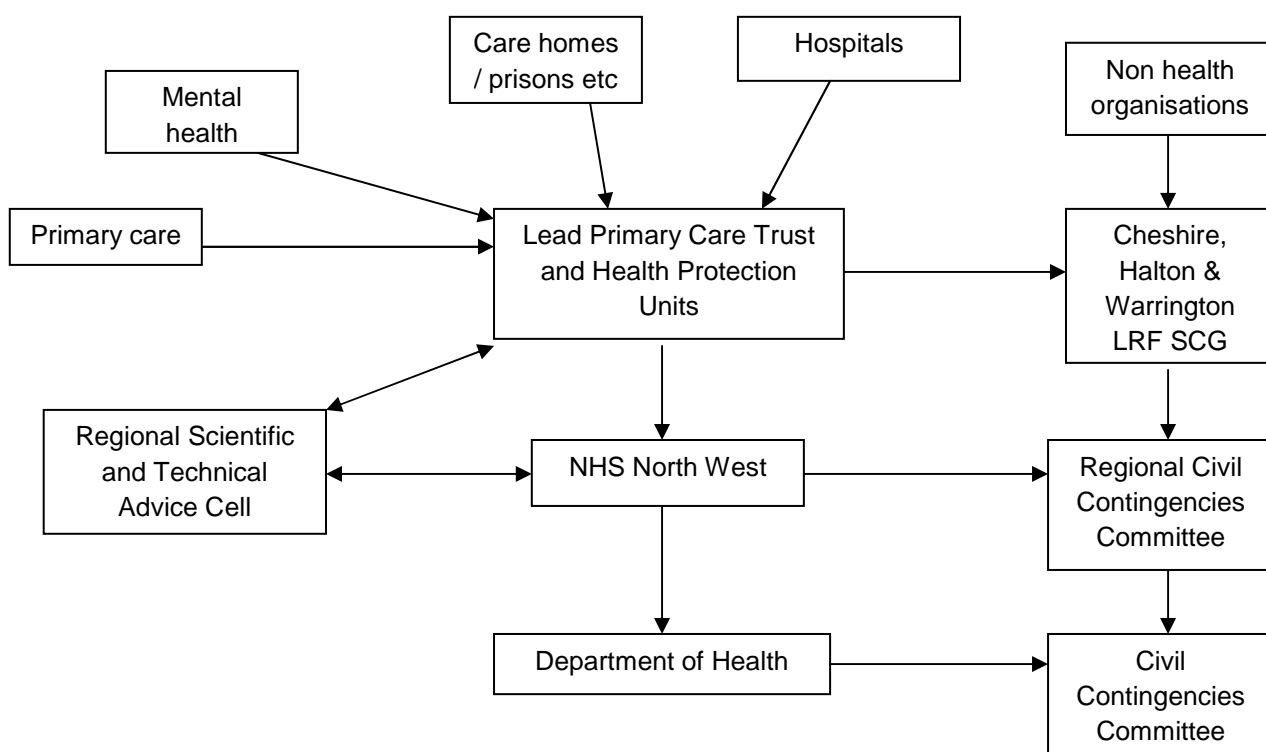 Care homes
/ prisons etc
Hospitals
Non health
organisations
Mental
health
Primary care
Lead Primary Care Trust
and Health Protection
Units
Cheshire,
Halton &
Warrington
LRF SCG
Regional Scientific
and Technical
Advice Cell
NHS North West
Regional Civil
Contingencies
Committee
Department of Health
Civil
Contingencies
Committee